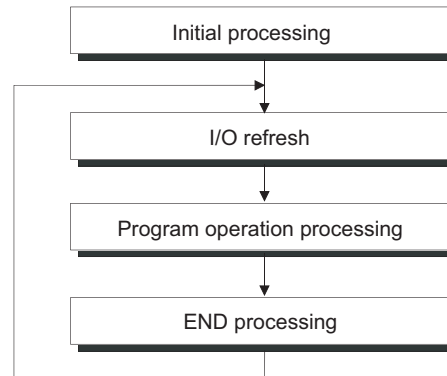 Initial processing
I/O refresh
Program operation processing
END processing